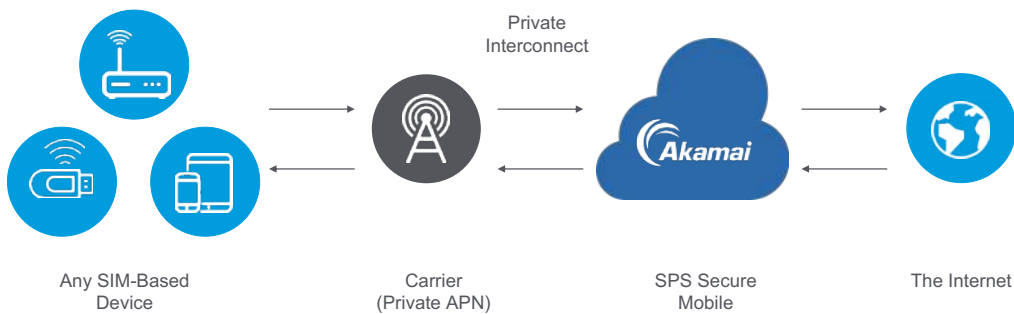 Private
Interconnect
Akamai
Any SIM-Based
Device
Carrier
(Private APN)
SPS Secure
Mobile
The Internet